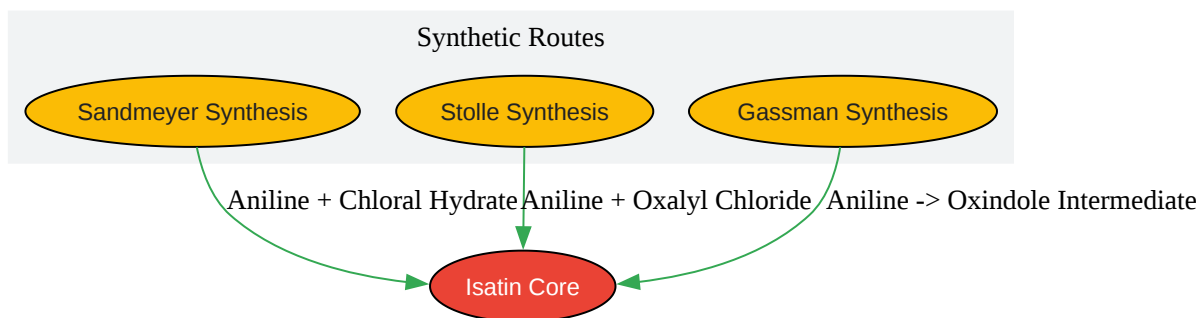 Synthetic Routes
Sandmeyer Synthesis
Stolle Synthesis
Gassman Synthesis
Aniline + Chloral Hydrate
Aniline + Oxalyl Chloride
Aniline -> Oxindole Intermediate
Isatin Core